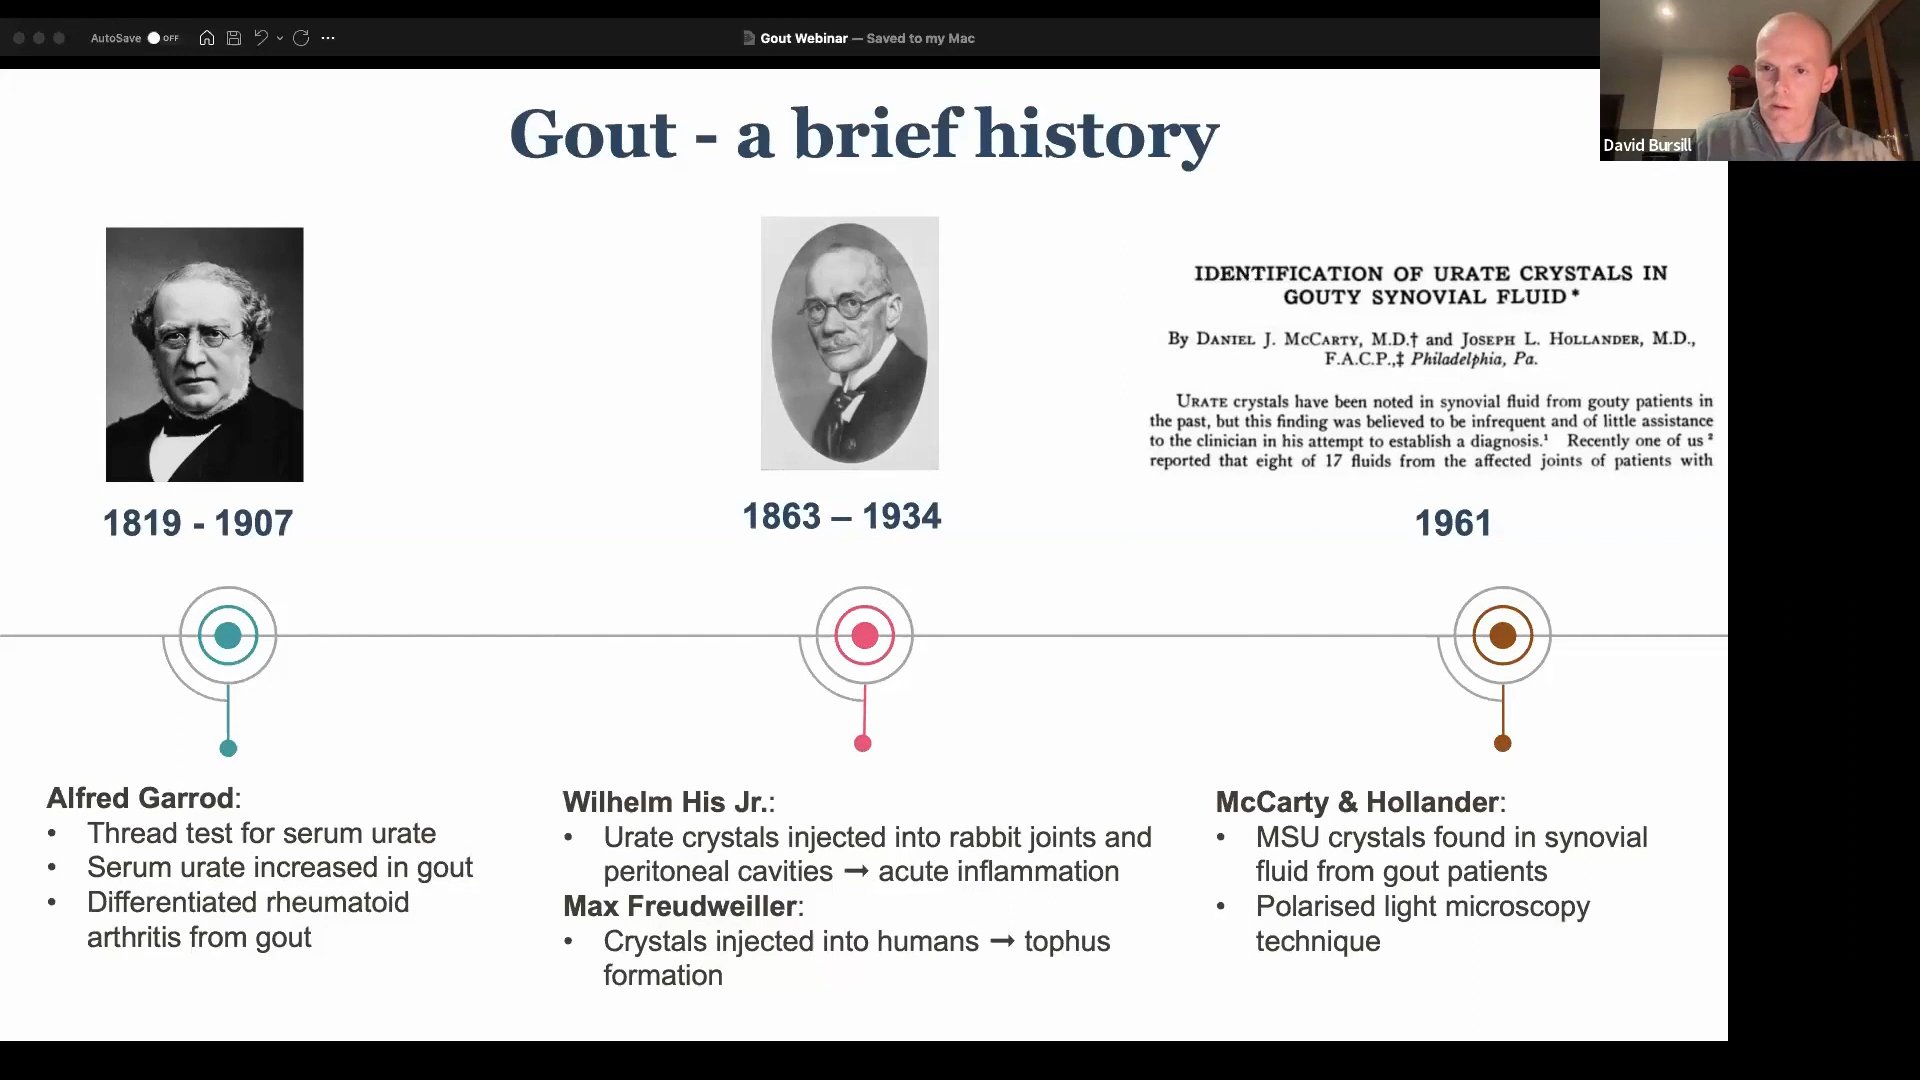 AutoSave OFF
Gout Webinar — Saved to my Mac
David Bursill
Gout - a brief history
IDENTIFICATION OF URATE CRYSTALS IN
GOUTY SYNOVIAL FLUID*
By DANIEL J. MCCARTY, M.D.† and JOSEPH L. HOLLANDER, M.D.,
F.A.C.P.,‡ Philadelphia, Pa.
URATE crystals have been noted in synovial fluid from gouty patients in
the past, but this finding was believed to be infrequent and of little assistance
to the clinician in his attempt to establish a diagnosis.¹ Recently one of us ²
reported that eight of 17 fluids from the affected joints of patients with
1819 - 1907
1863 – 1934
1961
Alfred Garrod:
• Thread test for serum urate
• Serum urate increased in gout
• Differentiated rheumatoid
arthritis from gout
Wilhelm His Jr.:
• Urate crystals injected into rabbit joints and
peritoneal cavities → acute inflammation
Max Freudweiller:
• Crystals injected into humans → tophus
formation
McCarty & Hollander:
• MSU crystals found in synovial
fluid from gout patients
• Polarised light microscopy
technique